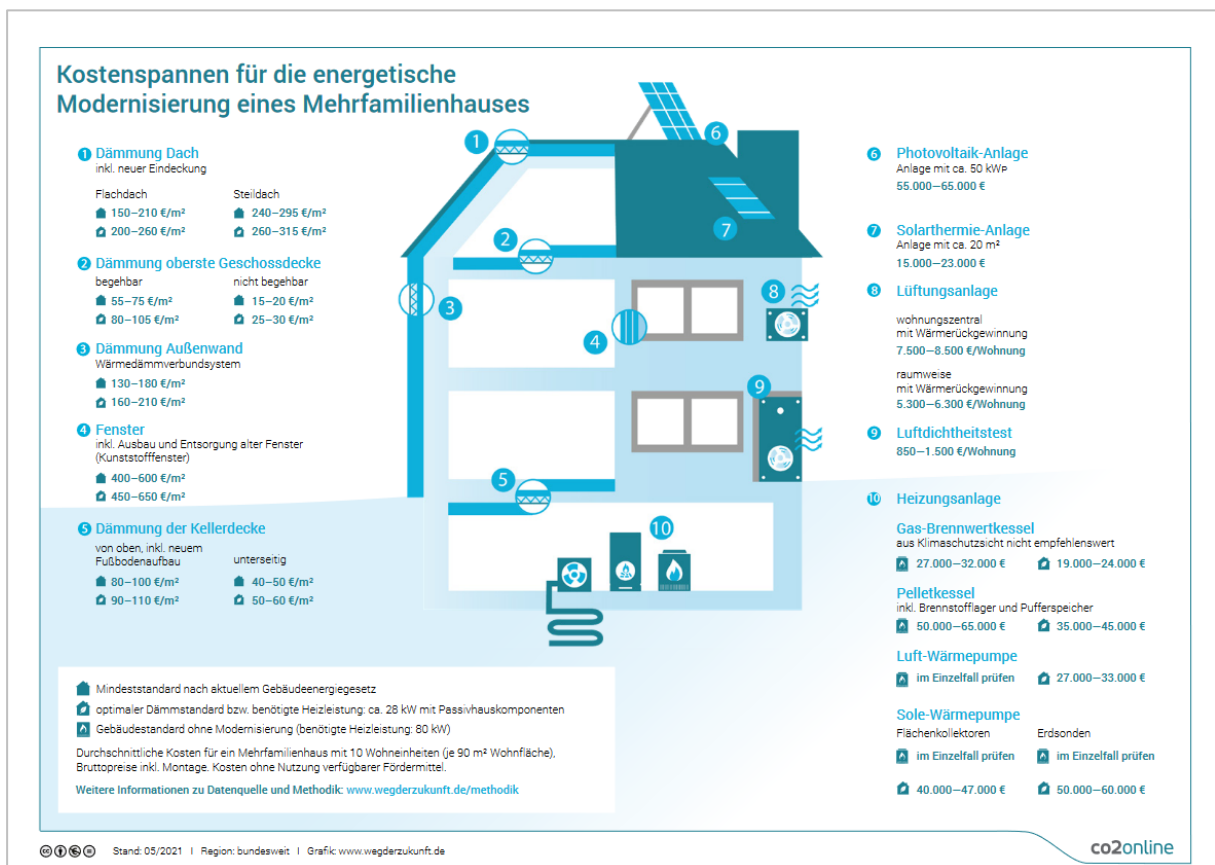 Kostenspannen für die energetische
Modernisierung eines Mehrfamilienhauses
1 Dämmung Dach
inkl. neuer Eindeckung
Flachdach Steildach
150–210 €/m² 240–295 €/m²
200–260 €/m² 260–315 €/m²
2 Dämmung oberste Geschossdecke
begehbar nicht begehbar
55–75 €/m² 15–20 €/m²
80–105 €/m² 25–30 €/m²
3 Dämmung Außenwand
Wärmedämmverbundsystem
130–180 €/m²
160–210 €/m²
4 Fenster
inkl. Ausbau und Entsorgung alter Fenster
(Kunststofffenster)
400–600 €/m²
450–650 €/m²
5 Dämmung der Kellerdecke
von oben, inkl. neuem
Fußbodenaufbau unterseitig
80–100 €/m² 40–50 €/m²
90–110 €/m² 50–60 €/m²
1
2
3
4
5
6
7
8
9
10
6 Photovoltaik-Anlage
Anlage mit ca. 50 kWP
55.000–65.000 €
7 Solarthermie-Anlage
Anlage mit ca. 20 m²
15.000–23.000 €
8 Lüftungsanlage
wohnungszentral
mit Wärmerückgewinnung
7.500–8.500 €/Wohnung
raumweise
mit Wärmerückgewinnung
5.300–6.300 €/Wohnung
9 Luftdichtheitstest
850–1.500 €/Wohnung
10 Heizungsanlage
Gas-Brennwertkessel
aus Klimaschutzsicht nicht empfehlenswert
27.000–32.000 € 19.000–24.000 €
Pelletkessel
inkl. Brennstofflager und Pufferspeicher
50.000–65.000 € 35.000–45.000 €
Luft-Wärmepumpe
im Einzelfall prüfen 27.000–33.000 €
Sole-Wärmepumpe
Flächenkollektoren Erdsonden
im Einzelfall prüfen im Einzelfall prüfen
40.000–47.000 € 50.000–60.000 €
Mindeststandard nach aktuellem Gebäudeenergiegesetz
optimaler Dämmstandard bzw. benötigte Heizleistung: ca. 28 kW mit Passivhauskomponenten
Gebäudestandard ohne Modernisierung (benötigte Heizleistung: 80 kW)
Durchschnittliche Kosten für ein Mehrfamilienhaus mit 10 Wohneinheiten (je 90 m² Wohnfläche),
Bruttopreise inkl. Montage. Kosten ohne Nutzung verfügbarer Fördermittel.
Weitere Informationen zu Datenquelle und Methodik: www.wegderzukunft.de/methodik
Stand: 05/2021 I Region: bundesweit I Grafik: www.wegderzukunft.de
co2online